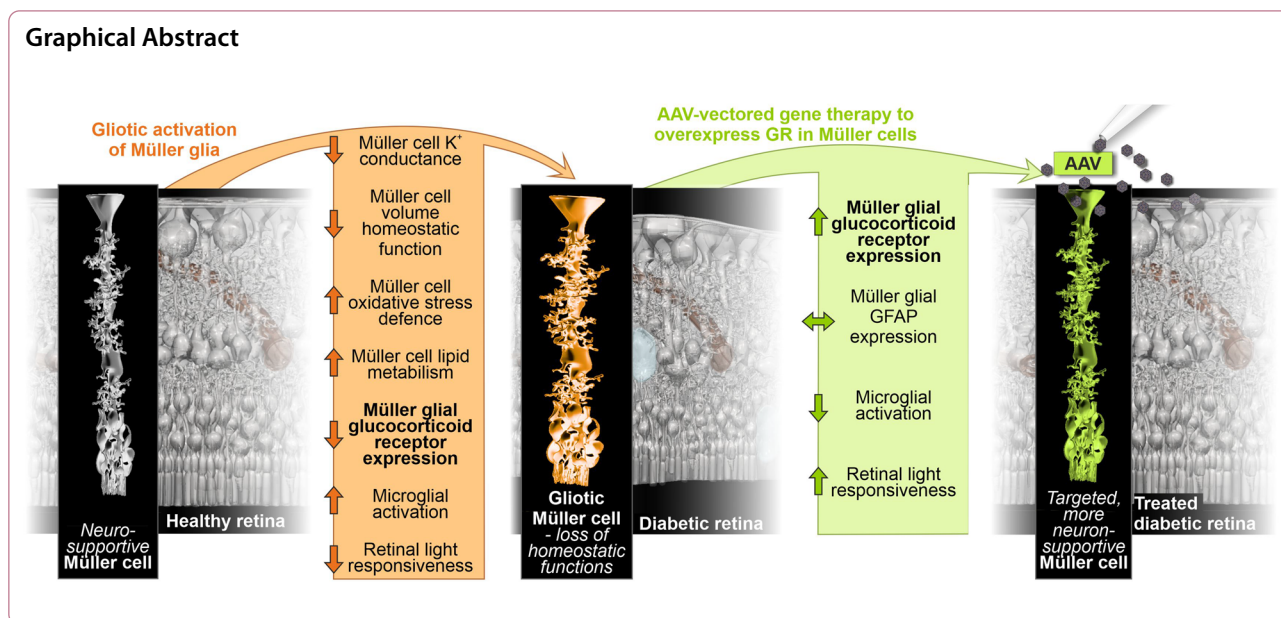 Graphical Abstract
Gliotic activation
of Müller glia
Müller cell K⁺
conductance
Müller cell
volume
homeostatic
function
Müller cell
oxidative stress
defence
Müller cell lipid
metabilism
Müller glial
glucocorticoid
receptor
expression
Microglial
activation
Retinal light
responsiveness
AAV-vectored gene therapy to
overexpress GR in Müller cells
Müller glial
glucocorticoid
receptor
expression
Müller glial
GFAP
expression
Microglial
activation
Retinal light
responsiveness
AAV
Neuro-
supportive
Müller cell
Healthy retina
Gliotic
Müller cell
- loss of
homeostatic
functions
Diabetic retina
Targeted,
more
neuron-
supportive
Müller cell
Treated
diabetic retina